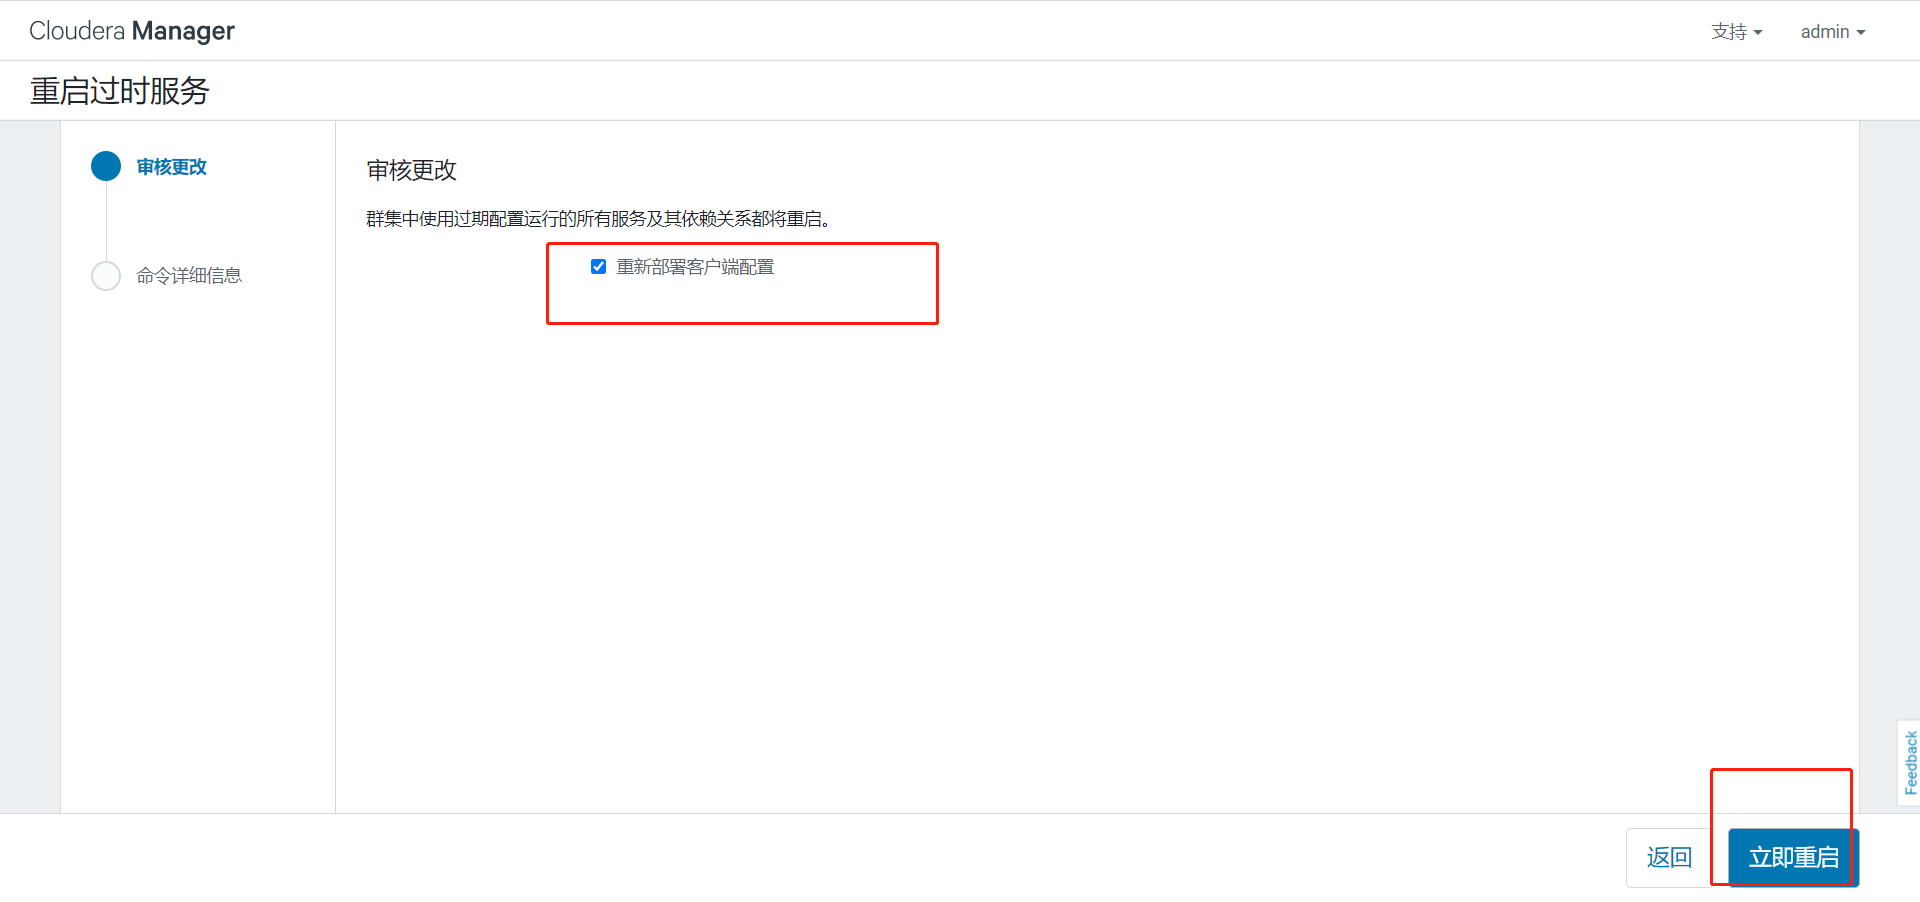 Cloudera Manager
支持
admin
重启过时服务
审核更改
命令详细信息
审核更改
群集中使用过期配置运行的所有服务及其依赖关系都将重启。
重新部署客户端配置
Feedback
返回
立即重启